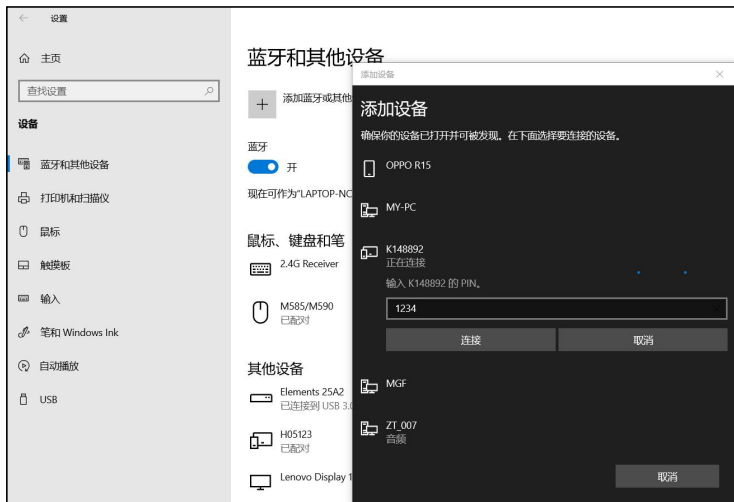 设置
主页
查找设置
设备
蓝牙和其他设备
打印机和扫描仪
鼠标
触摸板
输入
笔和 Windows Ink
自动播放
USB
蓝牙和其他设备
添加蓝牙或其他
蓝牙
开
现在可作为"LAPTOP-NC
鼠标、键盘和笔
2.4G Receiver
M585/M590
已配对
其他设备
Elements 25A2
已连接到 USB 3.0
H05123
已配对
Lenovo Display 1
添加设备
添加设备
确保你的设备已打开并可被发现。在下面选择要连接的设备。
OPPO R15
MY-PC
K148892
正在连接
输入 K148892 的 PIN。
1234
连接 取消
MGF
ZT_007
音频
取消